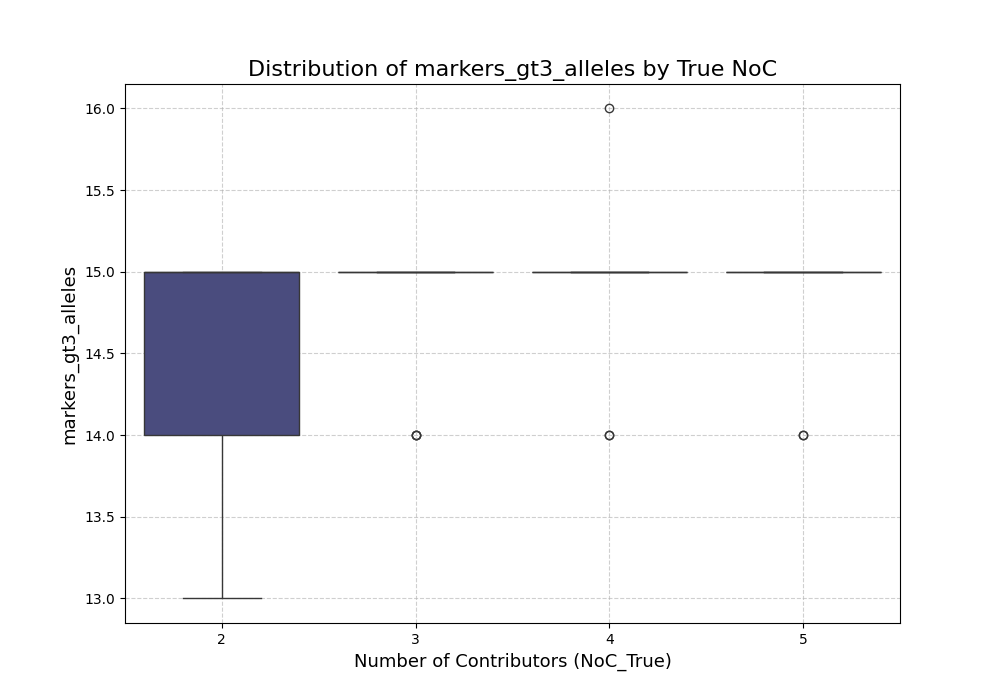 Distribution of markers_gt3_alleles by True NoC
markers_gt3_alleles
16.0
15.5
15.0
14.5
14.0
13.5
13.0
2 3 4 5
Number of Contributors (NoC_True)